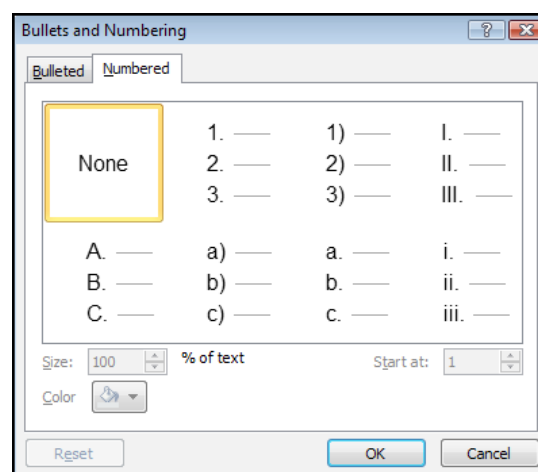 Bullets and Numbering
Bulleted Numbered
None
1.
2.
3.
1)
2)
3)
I.
II.
III.
A.
B.
C.
a)
b)
c)
a.
b.
c.
i.
ii.
iii.
Size: 100 % of text Start at: 1
Color
Reset OK Cancel